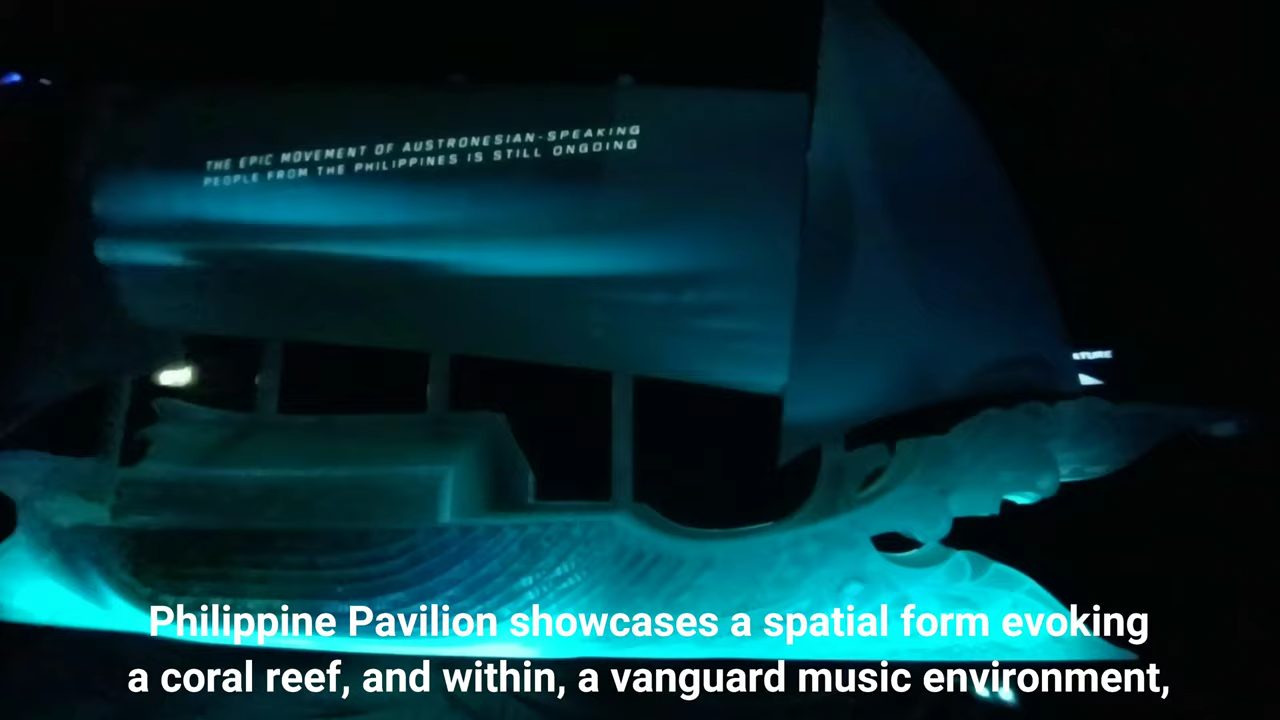 THE EPIC MOVEMENT OF AUSTRONESIAN-SPEAKING
PEOPLE FROM THE PHILIPPINES IS STILL ONGOING
Philippine Pavilion showcases a spatial form evoking
a coral reef, and within, a vanguard music environment,